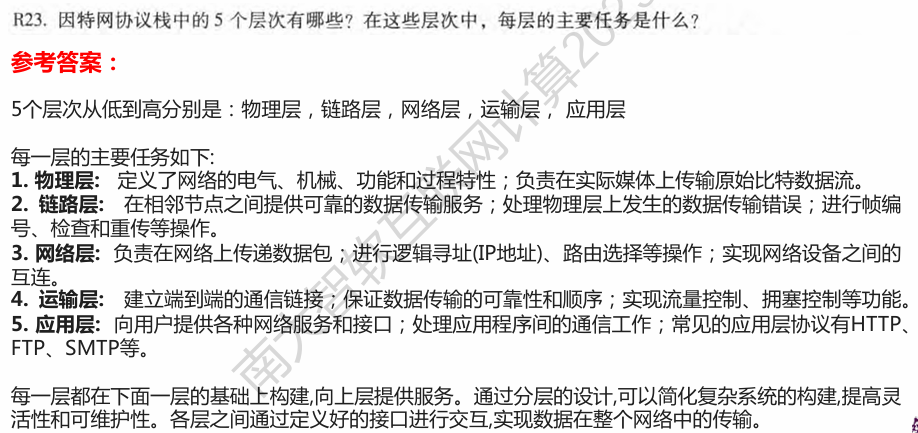 R23. 因特网协议栈中的 5 个层次有哪些？在这些层次中，每层的主要任务是什么？
参考答案：
5个层次从低到高分别是：物理层，链路层，网络层，运输层， 应用层
每一层的主要任务如下:
1. 物理层: 定义了网络的电气、机械、功能和过程特性；负责在实际媒体上传输原始比特数据流。
2. 链路层: 在相邻节点之间提供可靠的数据传输服务；处理物理层上发生的数据传输错误；进行帧编
号、检查和重传等操作。
3. 网络层: 负责在网络上传递数据包；进行逻辑寻址(IP地址)、路由选择等操作；实现网络设备之间的
互连。
4. 运输层: 建立端到端的通信链接；保证数据传输的可靠性和顺序；实现流量控制、拥塞控制等功能。
5. 应用层: 向用户提供各种网络服务和接口；处理应用程序间的通信工作；常见的应用层协议有HTTP、
FTP、SMTP等。
每一层都在下面一层的基础上构建,向上层提供服务。通过分层的设计,可以简化复杂系统的构建,提高灵
活性和可维护性。各层之间通过定义好的接口进行交互,实现数据在整个网络中的传输。
南大智软互联网计算202